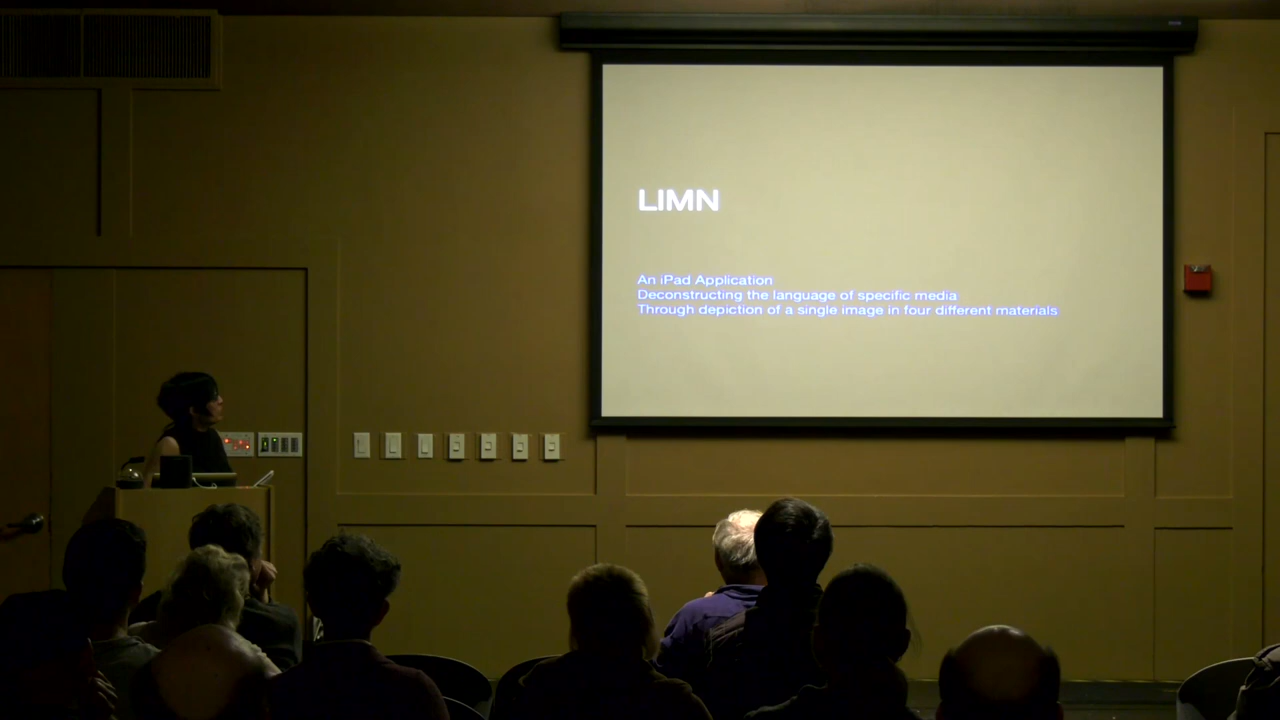 LIMN
An iPad Application
Deconstructing the language of specific media
Through depiction of a single image in four different materials